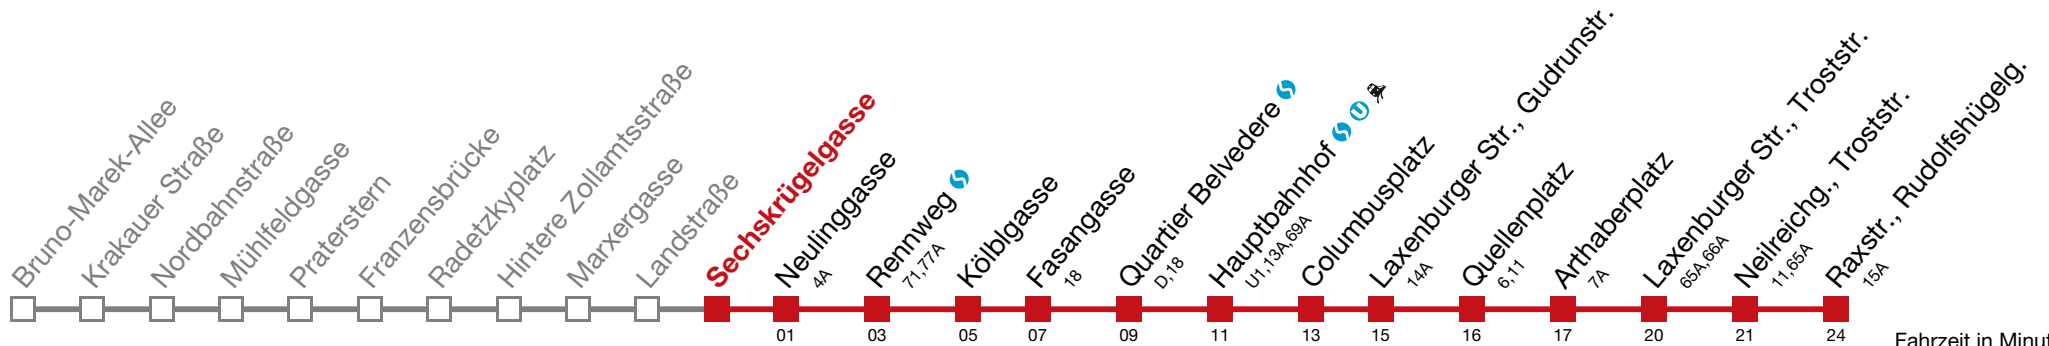 Bruno-Marek-Allee
Krakauer Straße
Nordbahnstraße
Mühlfeldgasse
Praterstern
Franzensbrücke
Radetzkyplatz
Hintere Zollamtsstraße
Marxergasse
Landstraße
Sechskrügelgasse
Neulinggasse
4A
01
Rennweg
71,77A
03
Kölblgasse
05
Fasangasse
18
07
Quartier Belvedere
D,18
09
Hauptbahnhof U
U1,13A,69A
11
Columbusplatz
13
Laxenburger Str., Gudrunstr.
14A
15
Quellenplatz
6,11
16
Arthaberplatz
7A
17
Laxenburger Str., Troststr.
65A,66A
20
Neilreichg., Troststr.
11,65A
21
Raxstr., Rudolfshügelg.
15A
24
Fahrzeit in Minut